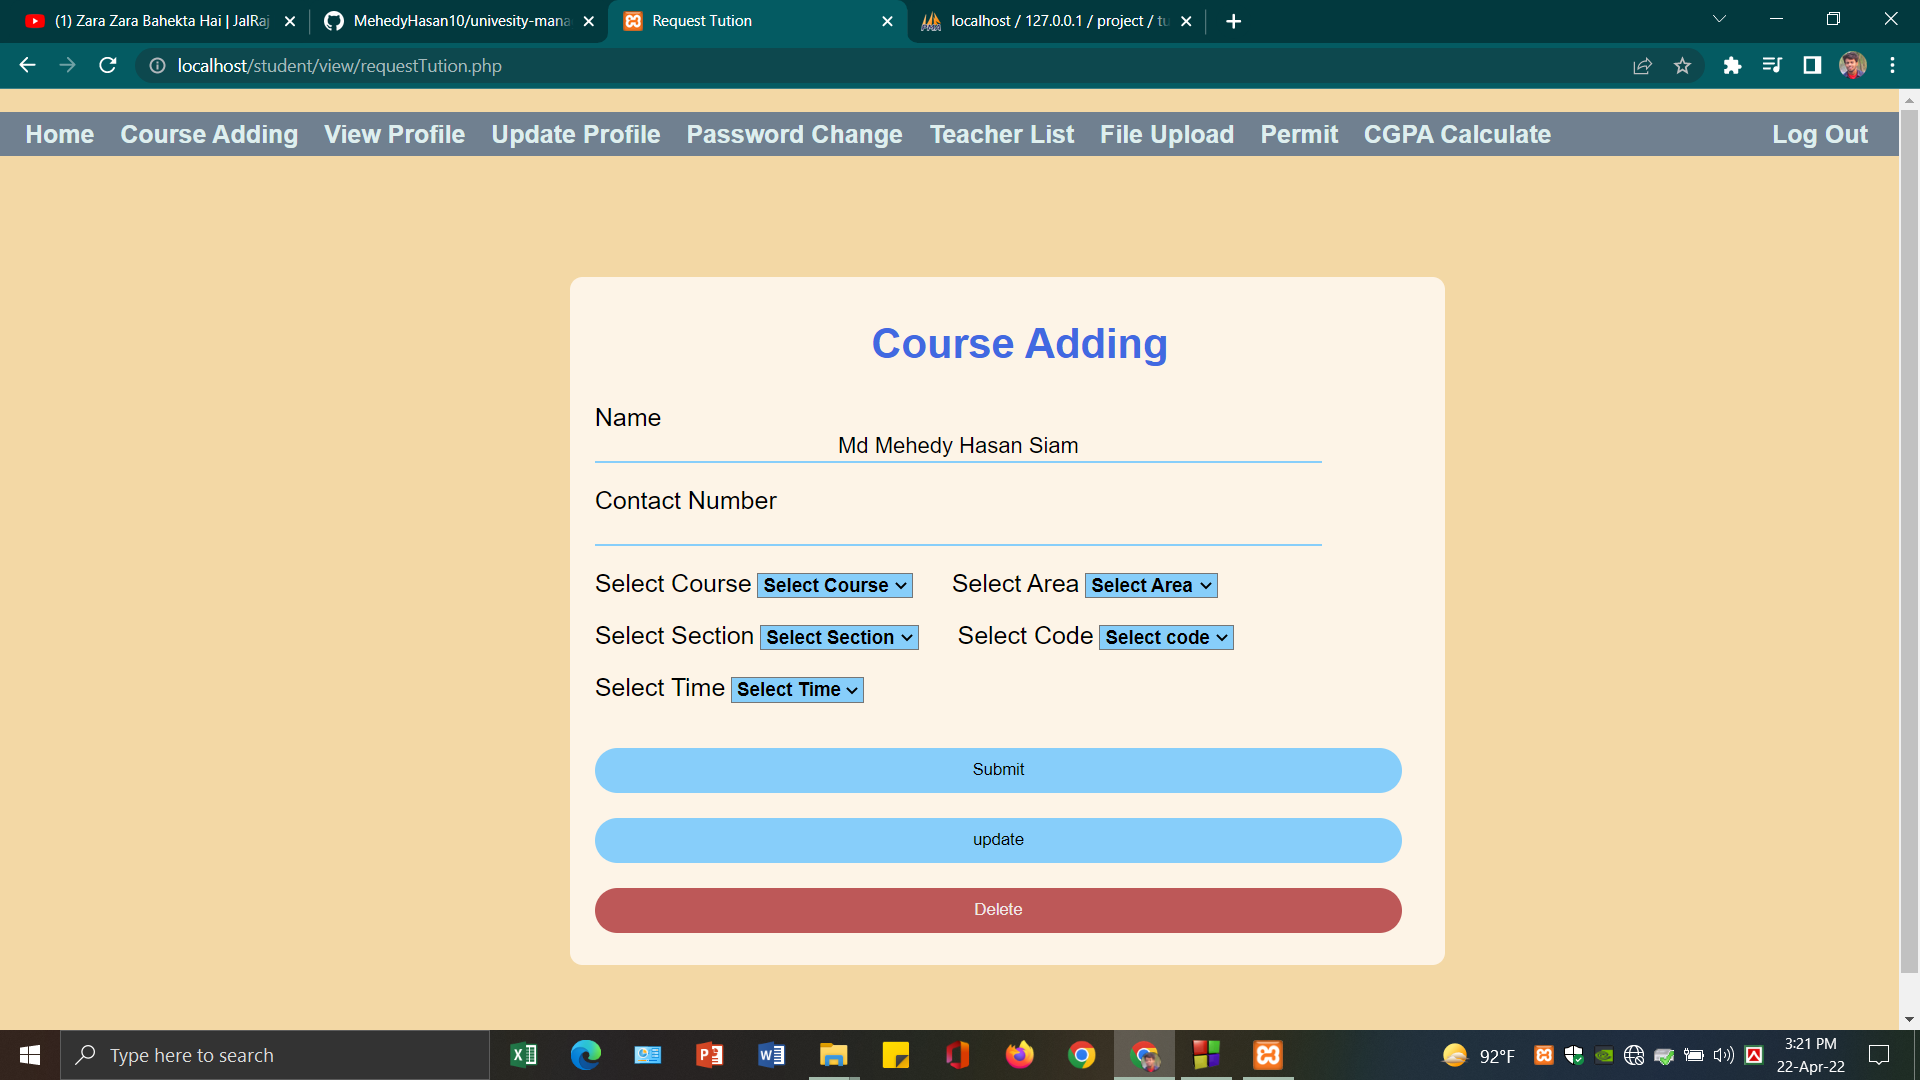 (1) Zara Zara Bahekta Hai | JalRaj
MehedyHasan10/univesity-mana
Request Tution
localhost / 127.0.0.1 / project / tu
localhost/student/view/requestTution.php
Home Course Adding View Profile Update Profile Password Change Teacher List File Upload Permit CGPA Calculate Log Out
Course Adding
Name
Md Mehedy Hasan Siam
Contact Number
Select Course Select Course Select Area Select Area
Select Section Select Section Select Code Select code
Select Time Select Time
Submit
update
Delete
Type here to search
92°F
3:21 PM
22-Apr-22